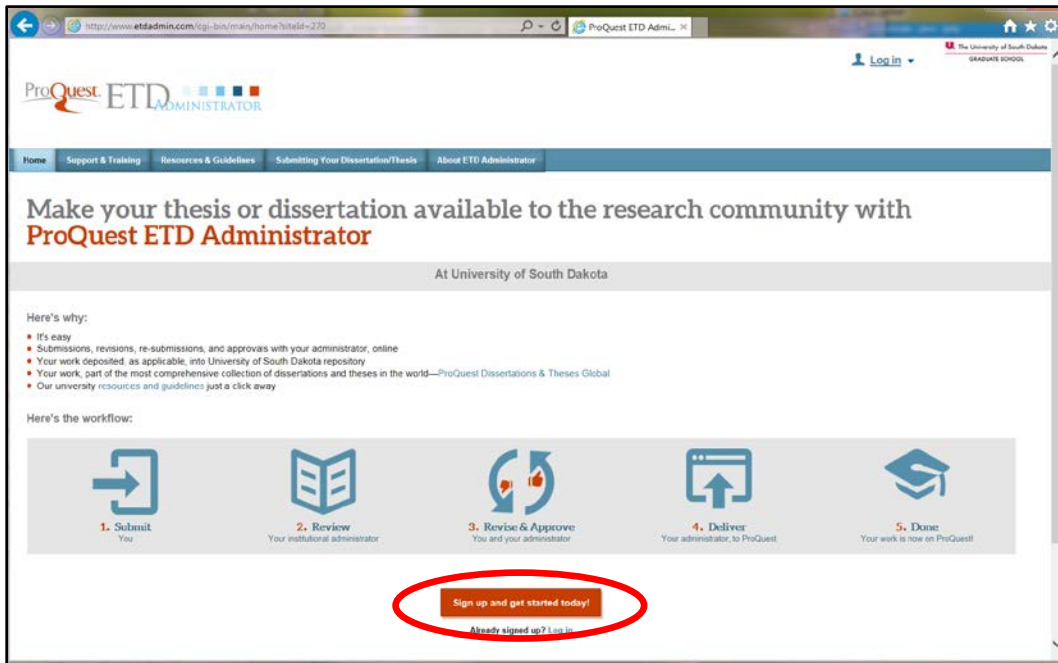 http://www.etdadmin.com/cgi-bin/main/home?siteId=270
ProQuest ETD Admi...
Log in
The University of South Dakota
GRADUATE SCHOOL
ProQuest ETD ADMINISTRATOR
Home Support & Training Resources & Guidelines Submitting Your Dissertation/Thesis About ETD Administrator
Make your thesis or dissertation available to the research community with
ProQuest ETD Administrator
At University of South Dakota
Here's why:
It's easy
Submissions, revisions, re-submissions, and approvals with your administrator, online
Your work deposited, as applicable, into University of South Dakota repository
Your work, part of the most comprehensive collection of dissertations and theses in the world—ProQuest Dissertations & Theses Global
Our university resources and guidelines just a click away
Here's the workflow:
1. Submit
You
2. Review
Your institutional administrator
3. Revise & Approve
You and your administrator
4. Deliver
Your administrator, to ProQuest
5. Done
Your work is now on ProQuest!
Sign up and get started today!
Already signed up? Log in